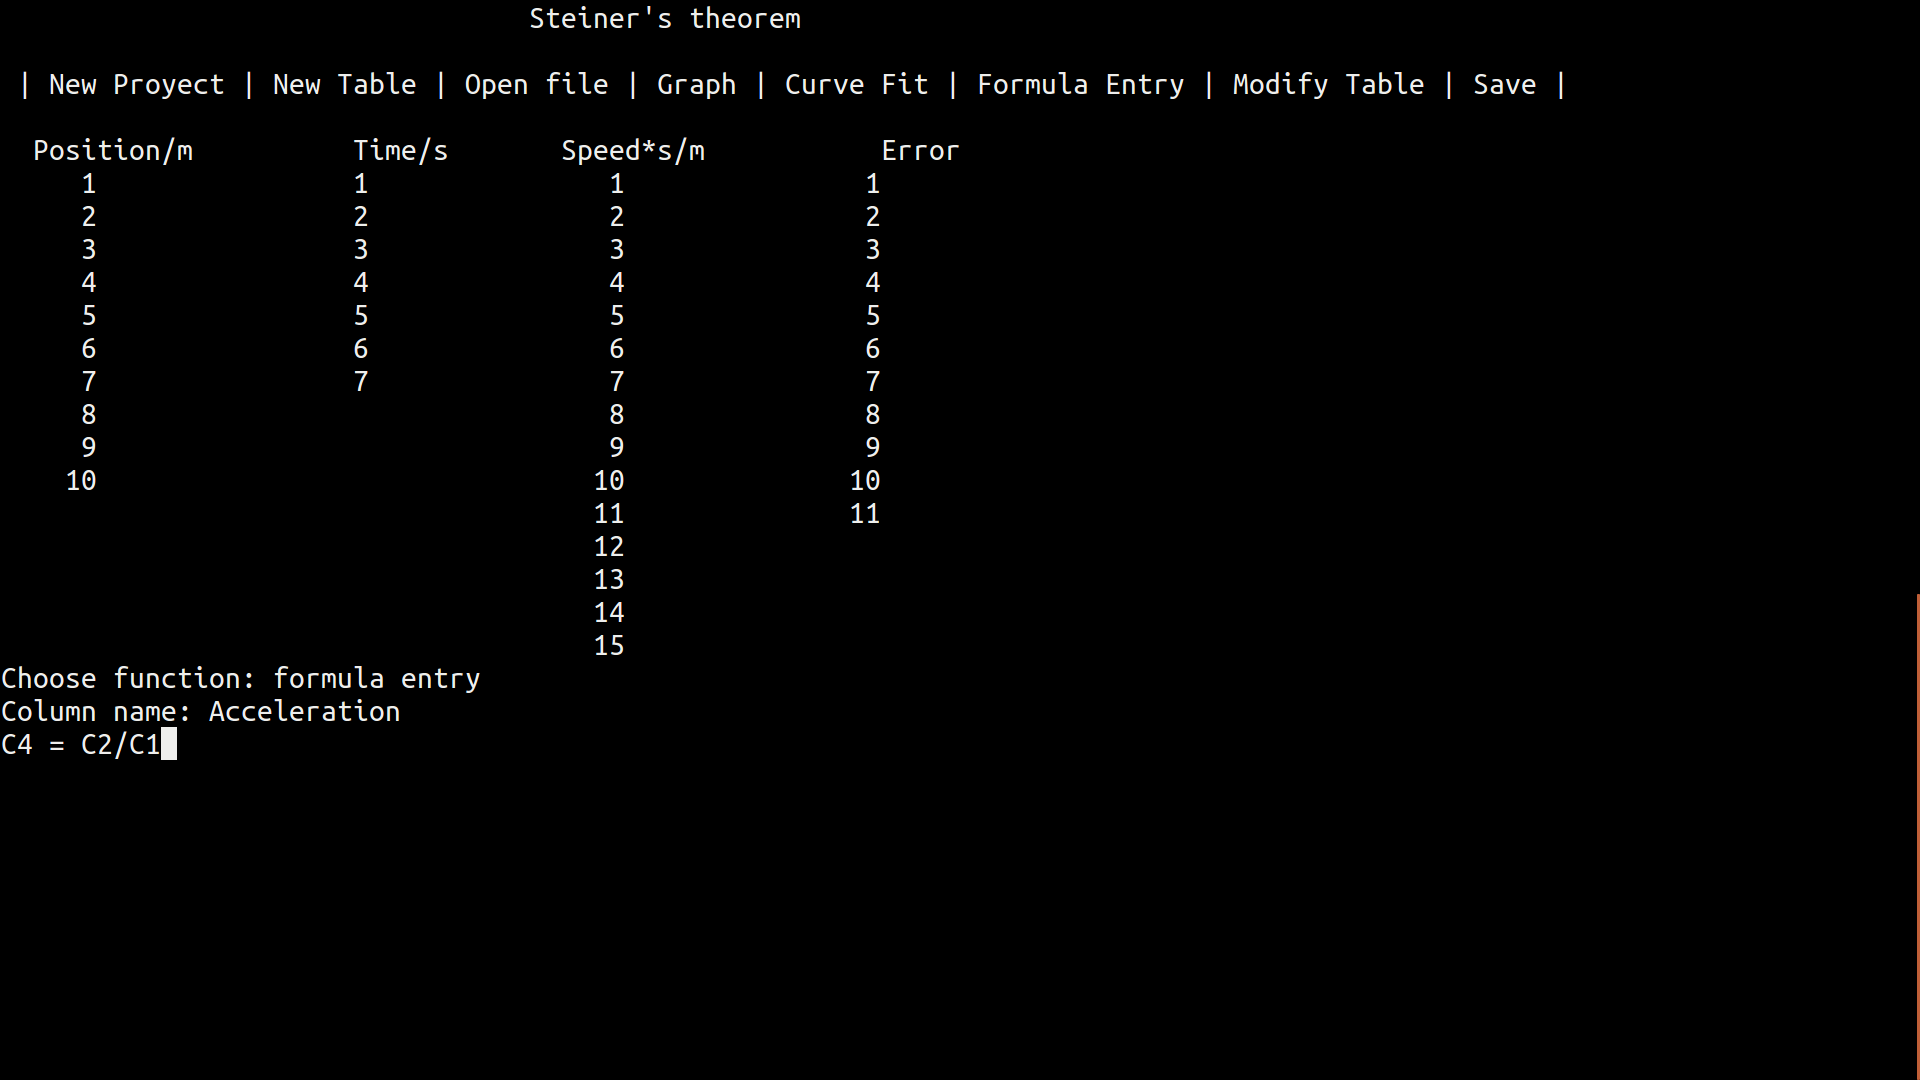 Steiner's theorem
| New Proyect | New Table | Open file | Graph | Curve Fit | Formula Entry | Modify Table | Save |
Position/m Time/s Speed*s/m Error
1 1 1 1
2 2 2 2
3 3 3 3
4 4 4 4
5 5 5 5
6 6 6 6
7 7 7 7
8 8 8
9 9 9
10 10 10
11 11
12
13
14
15
Choose function: formula entry
Column name: Acceleration
C4 = C2/C1